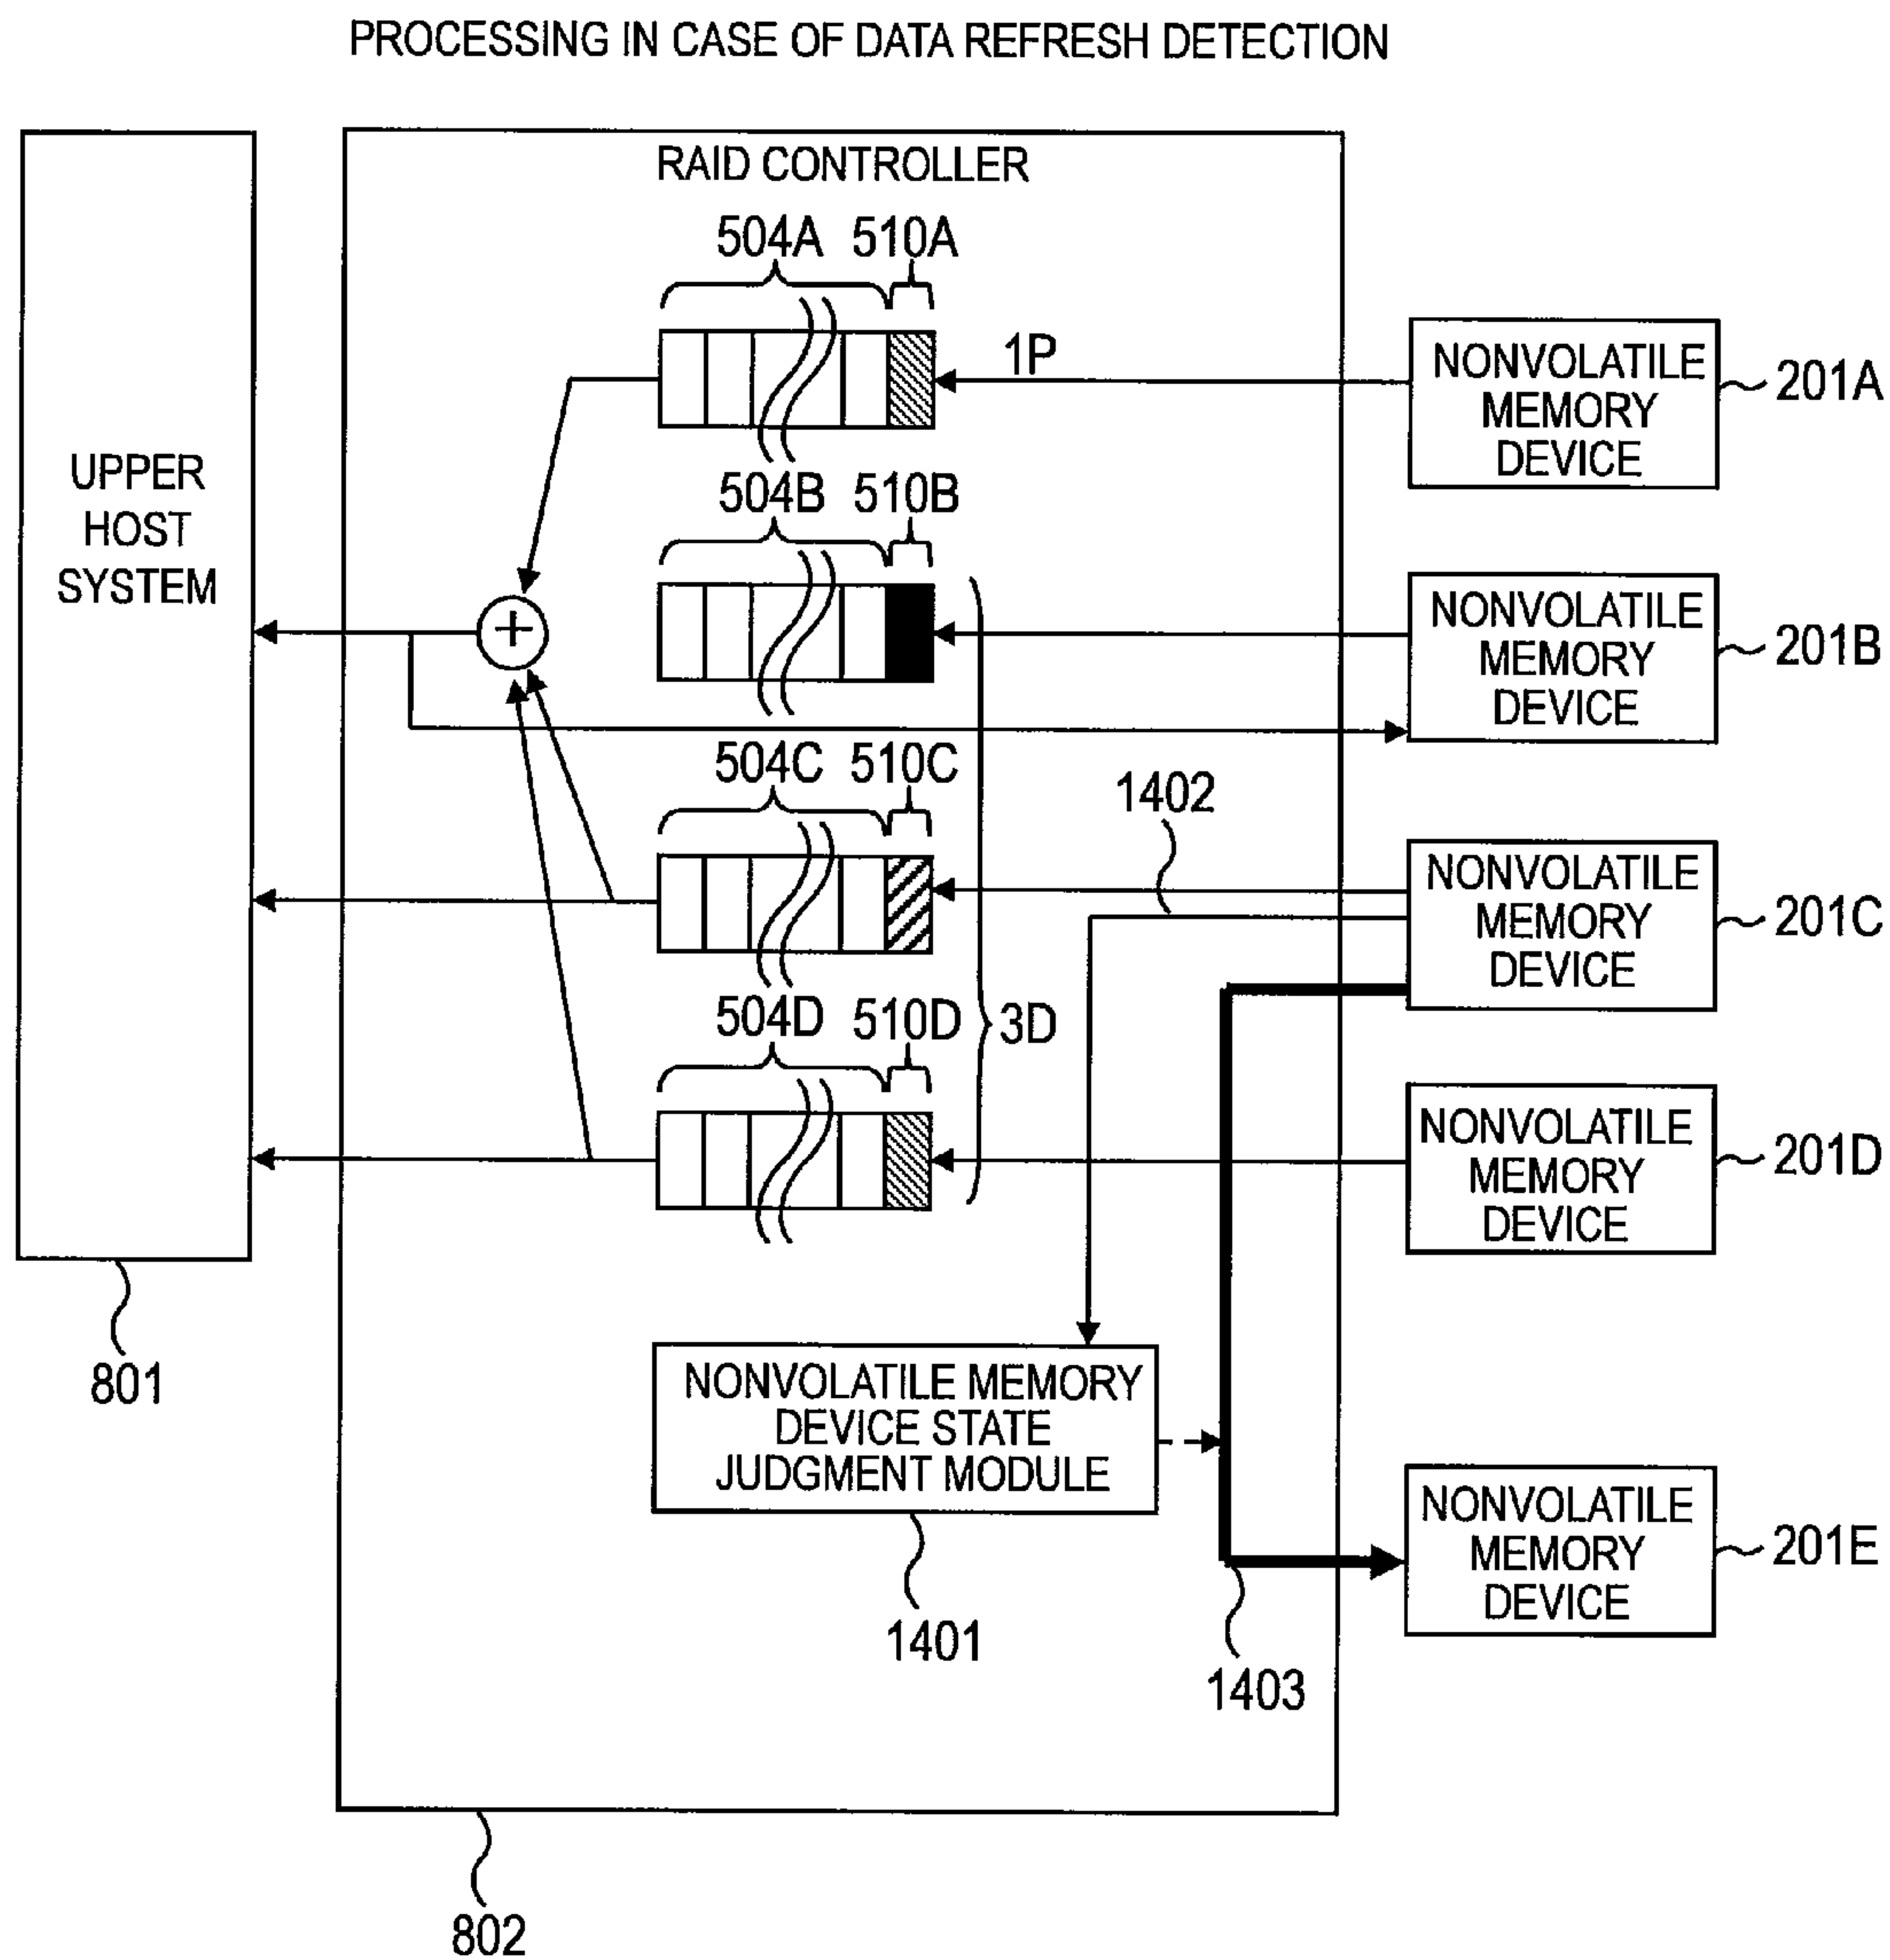 PROCESSING IN CASE OF DATA REFRESH DETECTION
RAID CONTROLLER
504A 510A
1P
NONVOLATILE
MEMORY
DEVICE
201A
UPPER
HOST
SYSTEM
504B 510B
+
NONVOLATILE
MEMORY
DEVICE
201B
504C 510C
1402
NONVOLATILE
MEMORY
DEVICE
201C
504D 510D
3D
NONVOLATILE
MEMORY
DEVICE
201D
801
NONVOLATILE MEMORY
DEVICE STATE
JUDGMENT MODULE
1401
NONVOLATILE
MEMORY
DEVICE
201E
1403
802